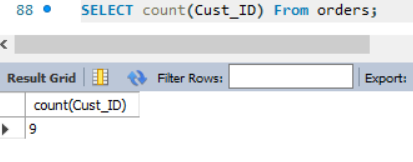 88 SELECT count(Cust_ID) From orders;
Result Grid Filter Rows: Export:
count(Cust_ID)
9